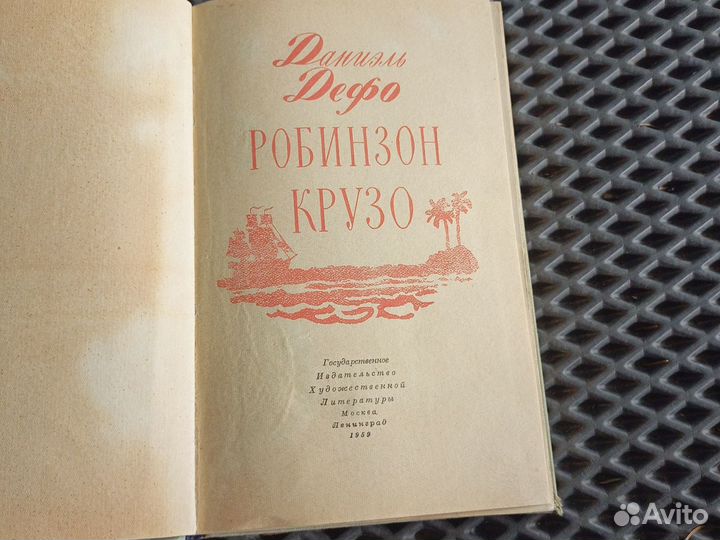 Даниэль
Дефо
РОБИНЗОН
КРУЗО
Государственное
Издательство
Художественной
Литературы
Москва
Ленинград
1959
Avito